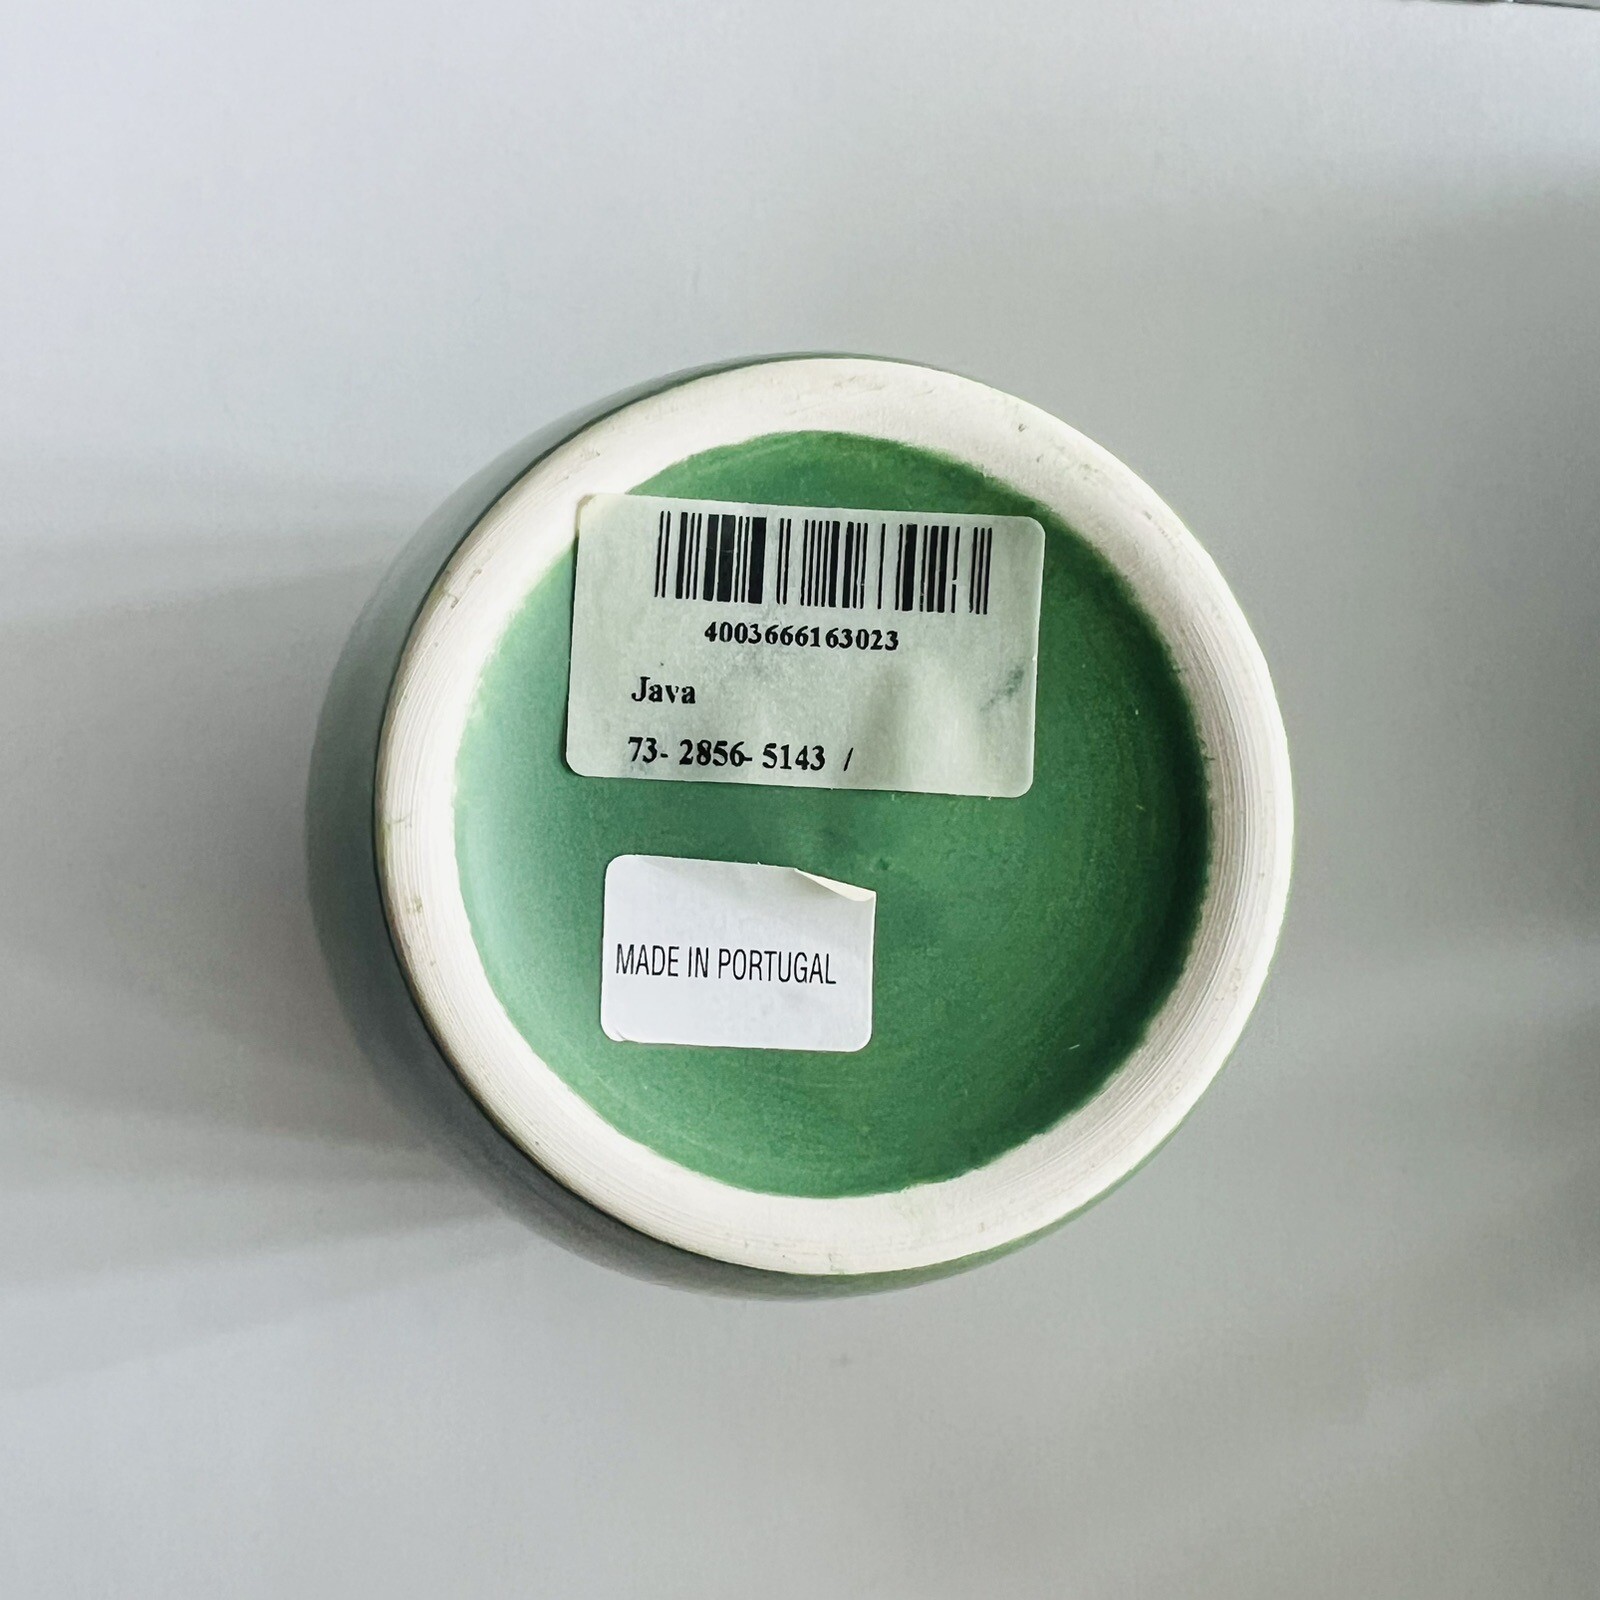 4003666163023
Java
73- 2856- 5143 /
MADE IN PORTUGAL